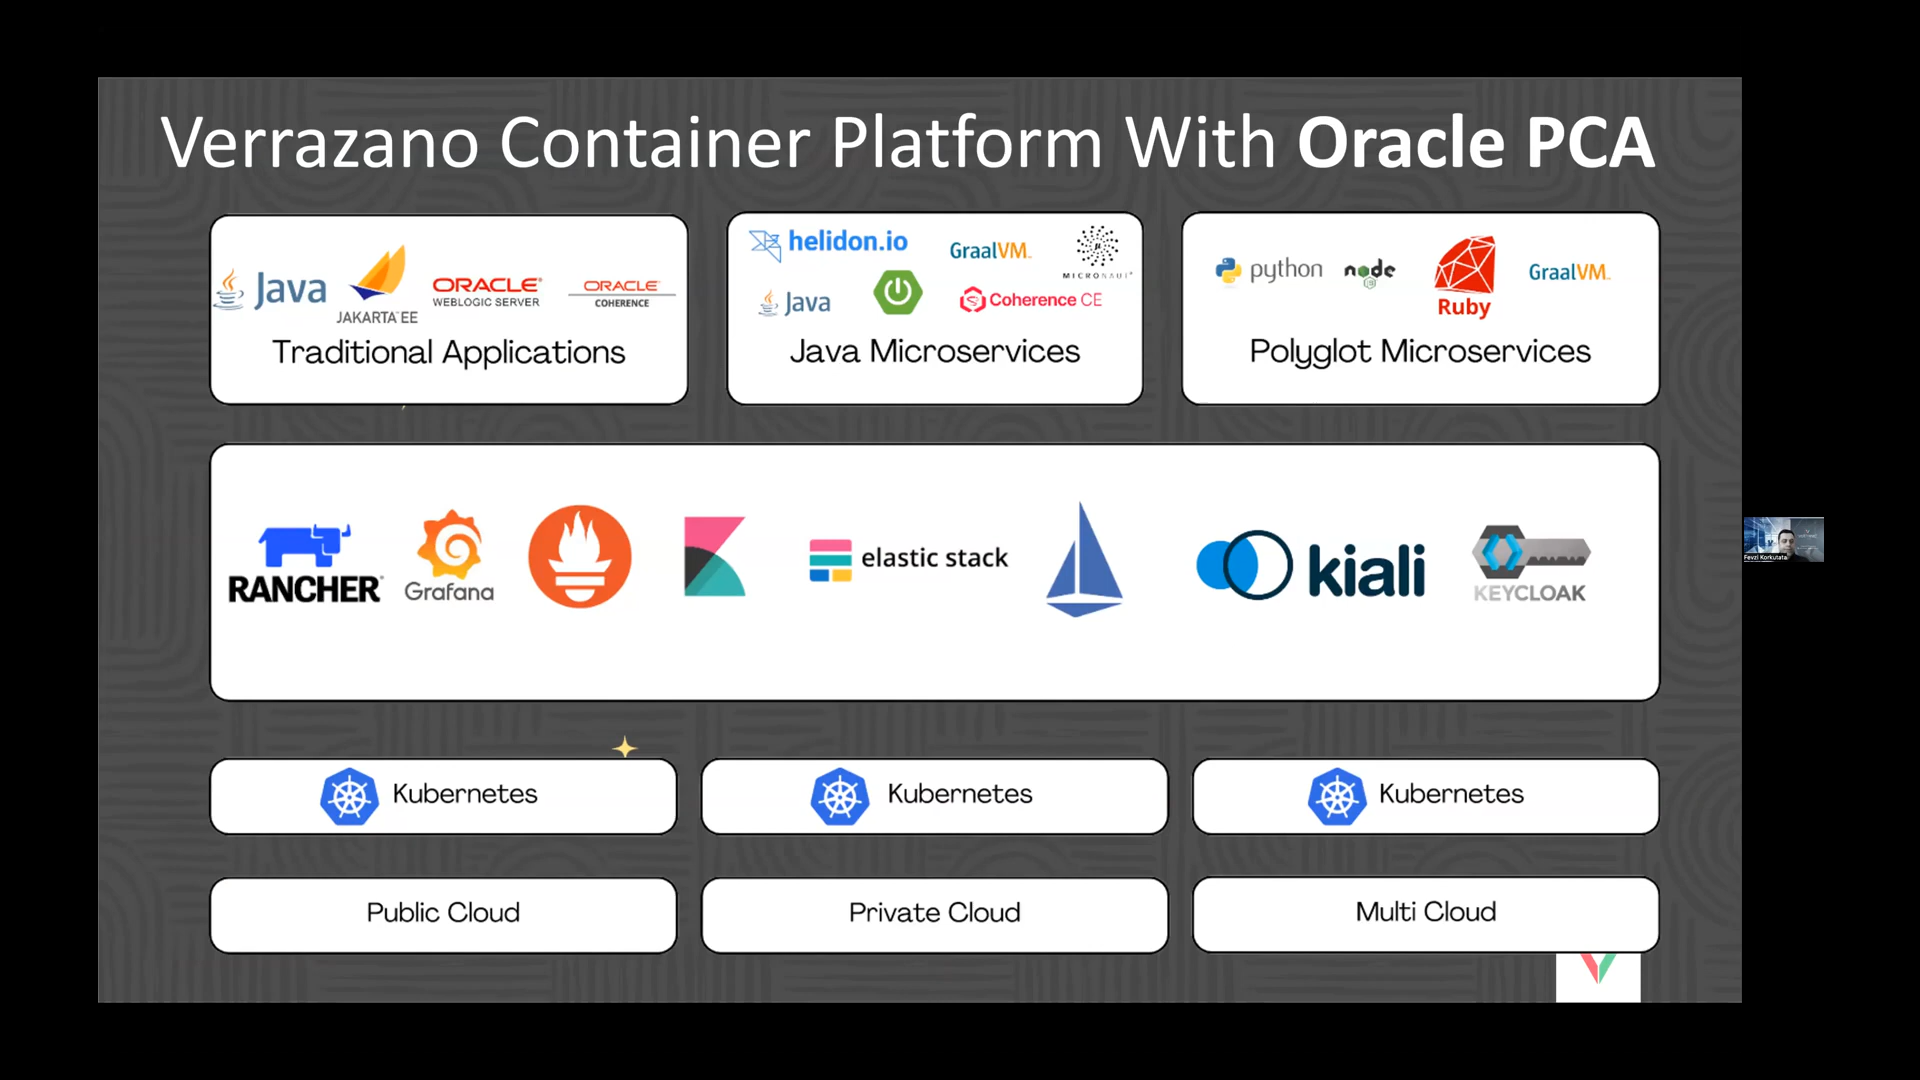 Verrazano Container Platform With Oracle PCA
Java
JAKARTA EE
ORACLE
WEBLOGIC SERVER
ORACLE
COHERENCE
Traditional Applications
helidon.io
GraalVM
MICRONAUT
Java
Coherence CE
Java Microservices
python
node
Ruby
GraalVM
Polyglot Microservices
RANCHER
Grafana
elastic stack
kiali
KEYCLOAK
Kubernetes
Kubernetes
Kubernetes
Public Cloud
Private Cloud
Multi Cloud
Fevzi Korkutata